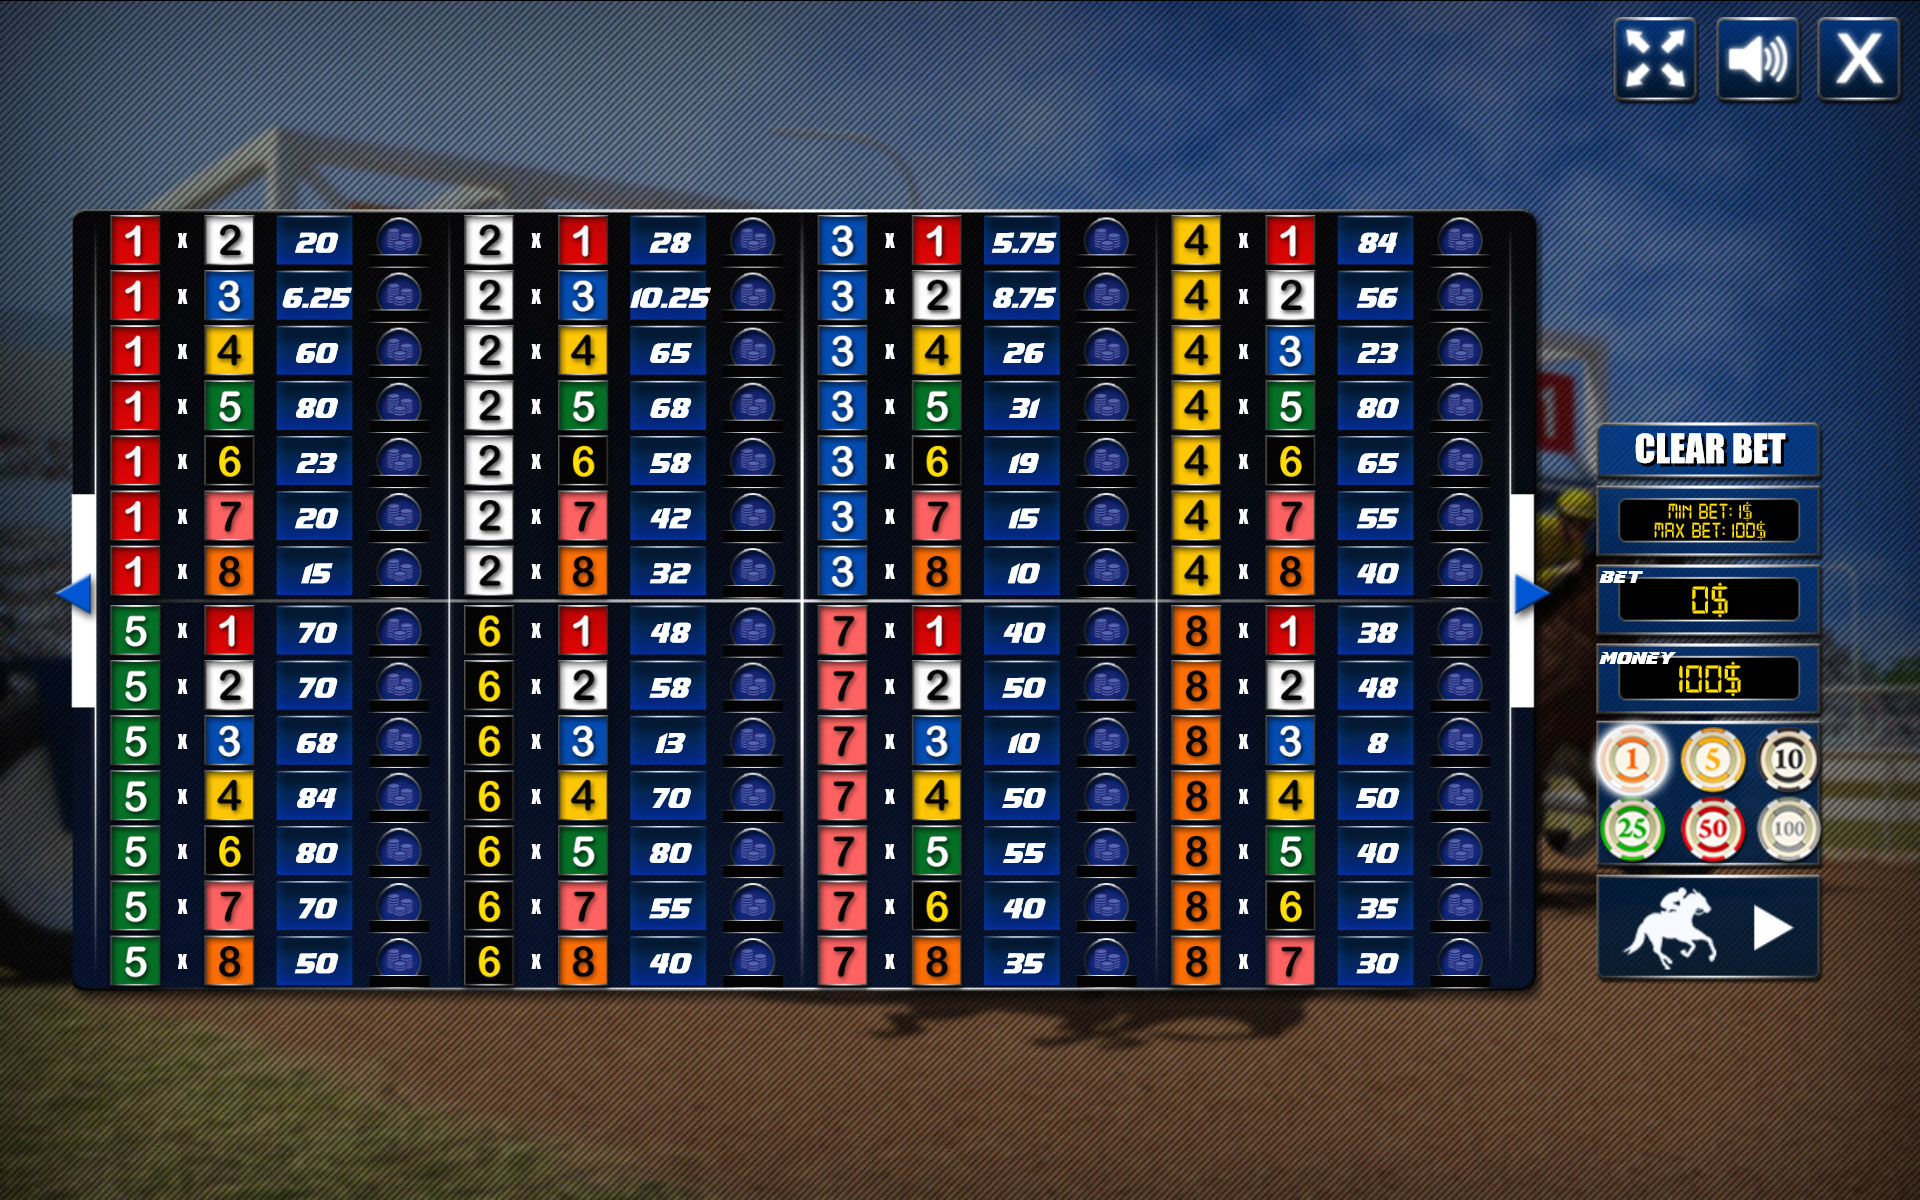 X
1 x 2 20 2 x 1 28 3 x 1 5.75 4 x 1 84
1 x 3 6.25 2 x 3 10.25 3 x 2 8.75 4 x 2 56
1 x 4 60 2 x 4 65 3 x 4 26 4 x 3 23
1 x 5 80 2 x 5 68 3 x 5 31 4 x 5 80
1 x 6 23 2 x 6 58 3 x 6 19 4 x 6 65
1 x 7 20 2 x 7 42 3 x 7 15 4 x 7 55
1 x 8 15 2 x 8 32 3 x 8 10 4 x 8 40
5 x 1 70 6 x 1 48 7 x 1 40 8 x 1 38
5 x 2 70 6 x 2 58 7 x 2 50 8 x 2 48
5 x 3 68 6 x 3 13 7 x 3 10 8 x 3 8
5 x 4 84 6 x 4 70 7 x 4 50 8 x 4 50
5 x 6 80 6 x 5 80 7 x 5 55 8 x 5 40
5 x 7 70 6 x 7 55 7 x 6 40 8 x 6 35
5 x 8 50 6 x 8 40 7 x 8 35 8 x 7 30
CLEAR BET
MIN BET: 1$
MAX BET: 100$
BET
0$
MONEY
100$
1 5 10
25 50 100